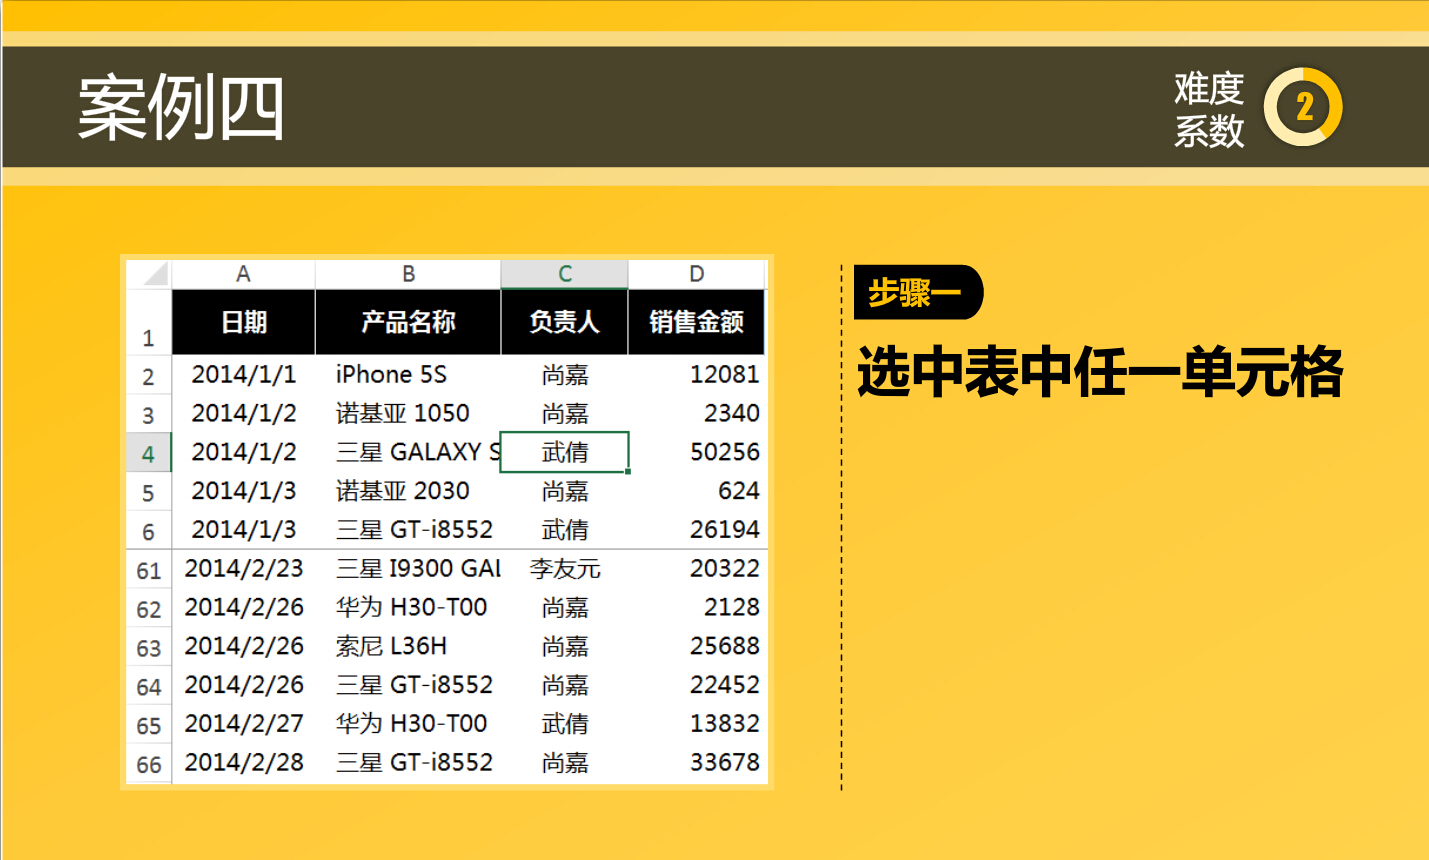 案例四
难度
系数
2
A B C D
1 日期 产品名称 负责人 销售金额
2 2014/1/1 iPhone 5S 尚嘉 12081
3 2014/1/2 诺基亚 1050 尚嘉 2340
4 2014/1/2 三星 GALAXY S 武倩 50256
5 2014/1/3 诺基亚 2030 尚嘉 624
6 2014/1/3 三星 GT-i8552 武倩 26194
61 2014/2/23 三星 I9300 GAL 李友元 20322
62 2014/2/26 华为 H30-T00 尚嘉 2128
63 2014/2/26 索尼 L36H 尚嘉 25688
64 2014/2/26 三星 GT-i8552 尚嘉 22452
65 2014/2/27 华为 H30-T00 武倩 13832
66 2014/2/28 三星 GT-i8552 尚嘉 33678
步骤一
选中表中任一单元格